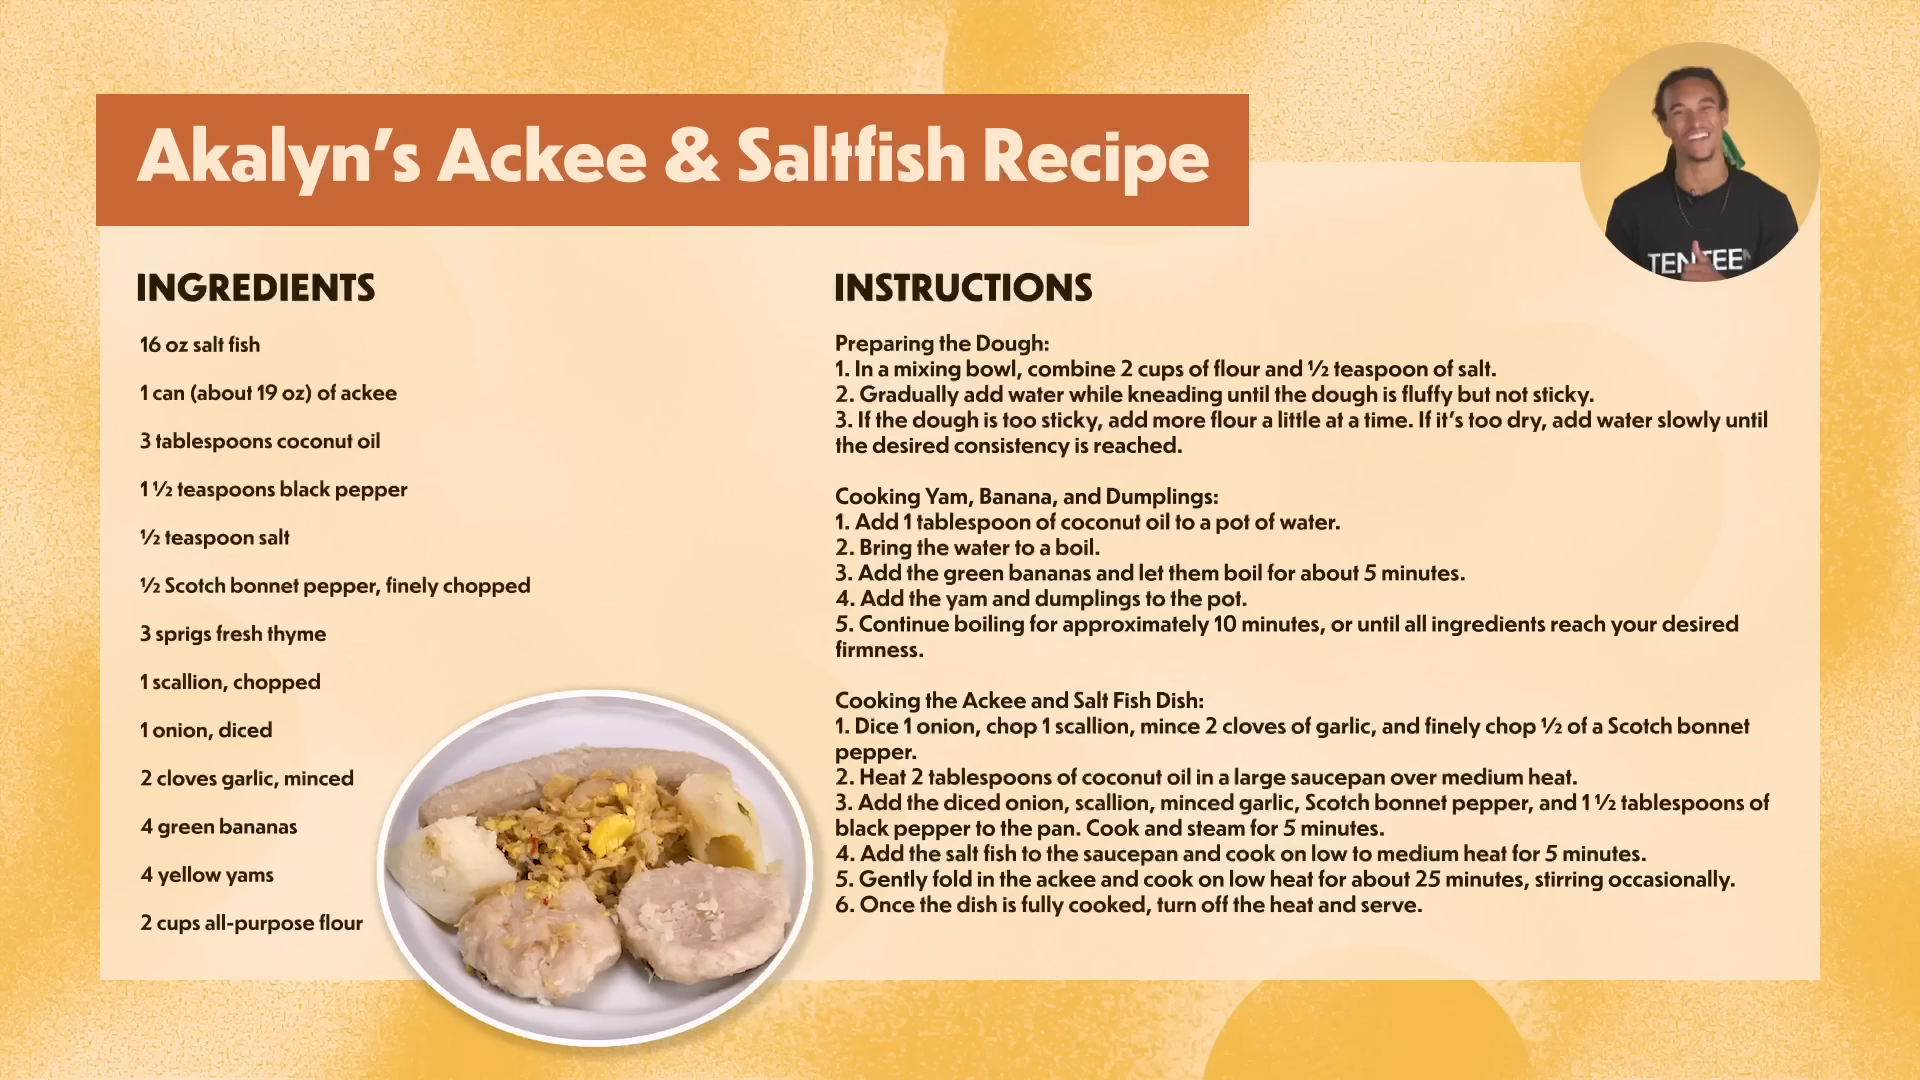 Akalyn's Ackee & Saltfish Recipe
INGREDIENTS
16 oz salt fish
1 can (about 19 oz) of ackee
3 tablespoons coconut oil
1 ½ teaspoons black pepper
½ teaspoon salt
½ Scotch bonnet pepper, finely chopped
3 sprigs fresh thyme
1 scallion, chopped
1 onion, diced
2 cloves garlic, minced
4 green bananas
4 yellow yams
2 cups all-purpose flour
INSTRUCTIONS
Preparing the Dough:
1. In a mixing bowl, combine 2 cups of flour and ½ teaspoon of salt.
2. Gradually add water while kneading until the dough is fluffy but not sticky.
3. If the dough is too sticky, add more flour a little at a time. If it's too dry, add water slowly until
the desired consistency is reached.
Cooking Yam, Banana, and Dumplings:
1. Add 1 tablespoon of coconut oil to a pot of water.
2. Bring the water to a boil.
3. Add the green bananas and let them boil for about 5 minutes.
4. Add the yam and dumplings to the pot.
5. Continue boiling for approximately 10 minutes, or until all ingredients reach your desired
firmness.
Cooking the Ackee and Salt Fish Dish:
1. Dice 1 onion, chop 1 scallion, mince 2 cloves of garlic, and finely chop ½ of a Scotch bonnet
pepper.
2. Heat 2 tablespoons of coconut oil in a large saucepan over medium heat.
3. Add the diced onion, scallion, minced garlic, Scotch bonnet pepper, and 1 ½ tablespoons of
black pepper to the pan. Cook and steam for 5 minutes.
4. Add the salt fish to the saucepan and cook on low to medium heat for 5 minutes.
5. Gently fold in the ackee and cook on low heat for about 25 minutes, stirring occasionally.
6. Once the dish is fully cooked, turn off the heat and serve.